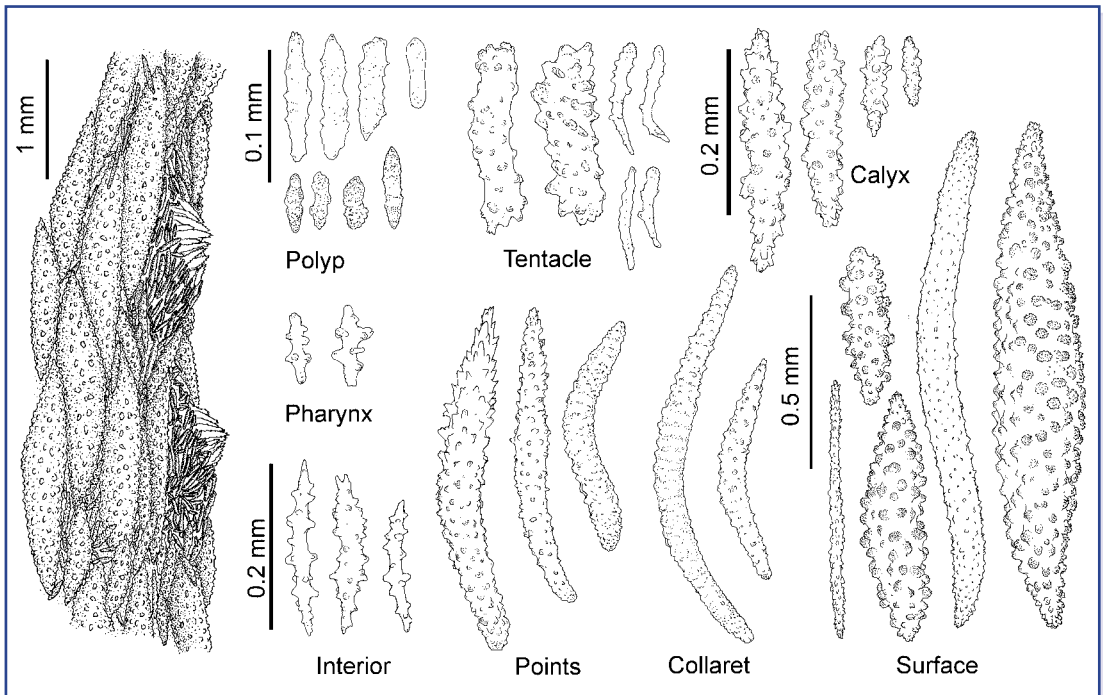 1 mm
0.1 mm
Polyp
Tentacle
0.2 mm
Calyx
Pharynx
0.5 mm
0.2 mm
Interior
Points
Collaret
Surface